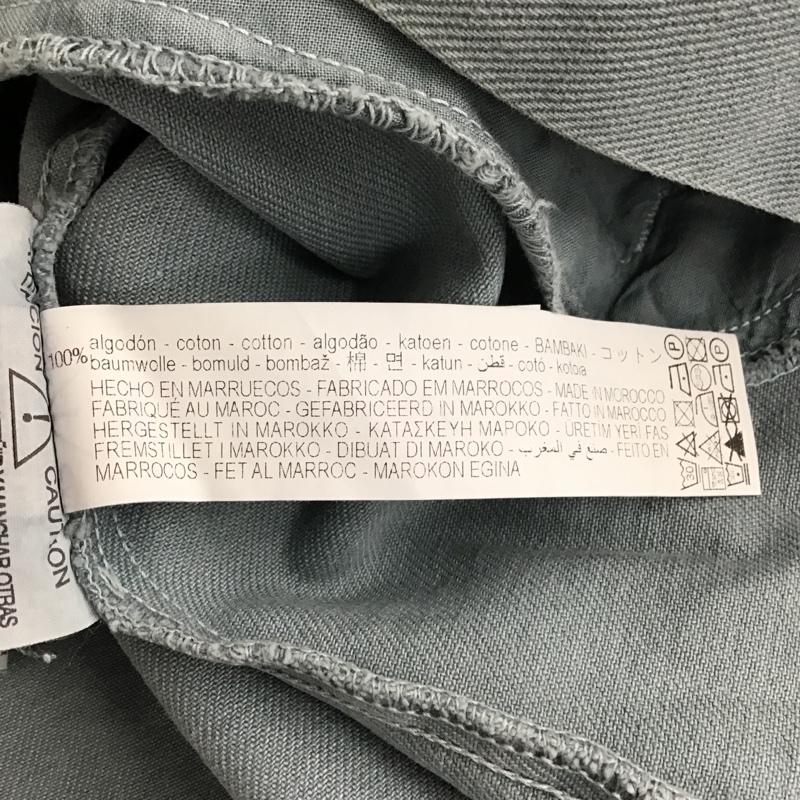 100% algodón - coton - cotton - algodão - katoen - cotone - BAMBAKI - コットン
baumwolle - bomuld - bombaž - 棉 - 면 - katun - قطن - cotó - kotoia
HECHO EN MARRUECOS - FABRICADO EM MARROCOS - MADE IN MOROCCO
FABRIQUÉ AU MAROC - GEFABRICEERD IN MAROKKO - FATTO IN MAROCCO
HERGESTELLT IN MAROKKO - ΚΑΤΑΣΚΕΥΗ ΜΑΡΟΚΟ - ÜRETIM YERİ FAS
FREMSTILLET I MAROKKO - DIBUAT DI MAROKO - صنع في المغرب - FEITO EN
MARROCOS - FET AL MARROC - MAROKON EGINA
CAUTION
MANCHAR OTRAS